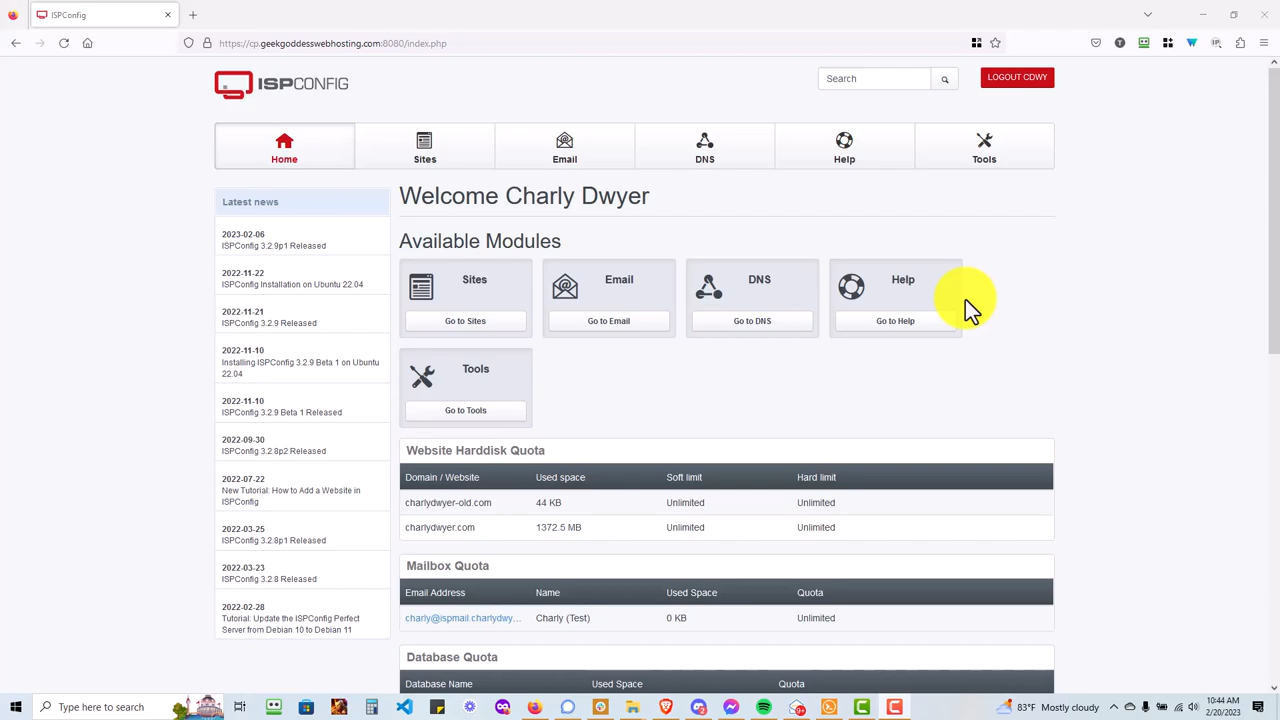 ISPConfig
https://cp.geekgoddesswebhosting.com:8080/index.php
ISPCONFIG
Search
LOGOUT CDWY
Home
Sites
Email
DNS
Help
Tools
Latest news
2023-02-06
ISPConfig 3.2.9p1 Released
2022-11-22
ISPConfig Installation on Ubuntu 22.04
2022-11-21
ISPConfig 3.2.9 Released
2022-11-10
Installing ISPConfig 3.2.9 Beta 1 on Ubuntu
22.04
2022-11-10
ISPConfig 3.2.9 Beta 1 Released
2022-09-30
ISPConfig 3.2.8p2 Released
2022-07-22
New Tutorial: How to Add a Website in
ISPConfig
2022-03-25
ISPConfig 3.2.8p1 Released
2022-03-23
ISPConfig 3.2.8 Released
2022-02-28
Tutorial: Update the ISPConfig Perfect
Server from Debian 10 to Debian 11
Welcome Charly Dwyer
Available Modules
Sites
Go to Sites
Email
Go to Email
DNS
Go to DNS
Help
Go to Help
Tools
Go to Tools
Website Harddisk Quota
Domain / Website Used space Soft limit Hard limit
charlydwyer-old.com 44 KB Unlimited Unlimited
charlydwyer.com 1372.5 MB Unlimited Unlimited
Mailbox Quota
Email Address Name Used Space Quota
charly@ispmail.charlydwy... Charly (Test) 0 KB Unlimited
Database Quota
Database Name Used Space Quota
Type here to search
83°F Mostly cloudy
10:44 AM
2/20/2023